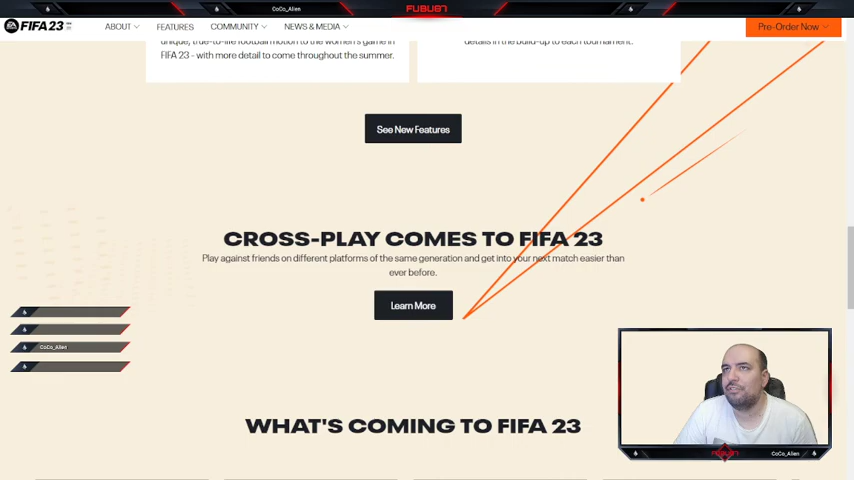 CoCo_Alien
FUBU87
EA SPORTS FIFA 23
ABOUT FEATURES COMMUNITY NEWS & MEDIA Pre-Order Now
unique, true-to-life football motion to the women's game in
FIFA 23 - with more detail to come throughout the summer.
details in the build-up to each tournament.
See New Features
CROSS-PLAY COMES TO FIFA 23
Play against friends on different platforms of the same generation and get into your next match easier than
ever before.
Learn More
CoCo_Alien
WHAT'S COMING TO FIFA 23
CoCo_Alien